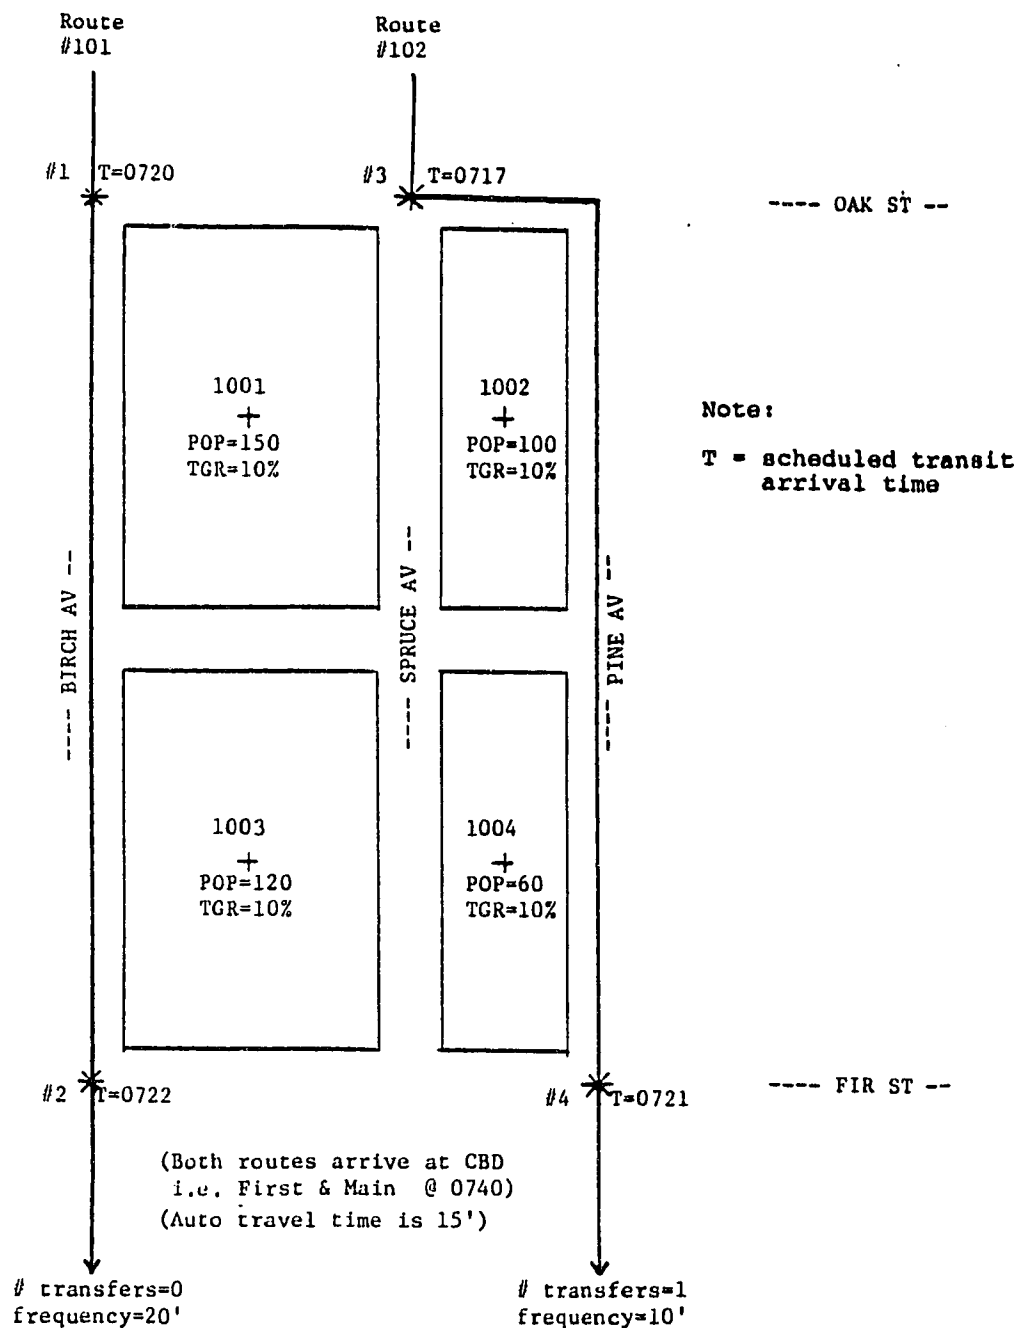 Route
#101
Route
#102
#1 T=0720
#3 T=0717
---- OAK ST --
1001
POP=150
TGR=10%
1002
POP=100
TGR=10%
Note:
T = scheduled transit
arrival time
---- BIRCH AV --
---- SPRUCE AV --
---- PINE AV --
1003
POP=120
TGR=10%
1004
POP=60
TGR=10%
#2 T=0722
#4 T=0721
---- FIR ST --
(Both routes arrive at CBD
i.e. First & Main @ 0740)
(Auto travel time is 15')
# transfers=0
frequency=20'
# transfers=1
frequency=10'